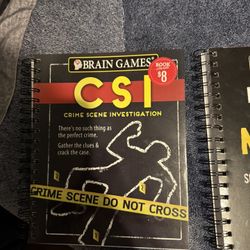 BRAIN GAMES
BOOK
$8
CSI
CRIME SCENE INVESTIGATION
There's no such thing as
the perfect crime.
Gather the clues &
crack the case.
CRIME SCENE DO NOT CROSS